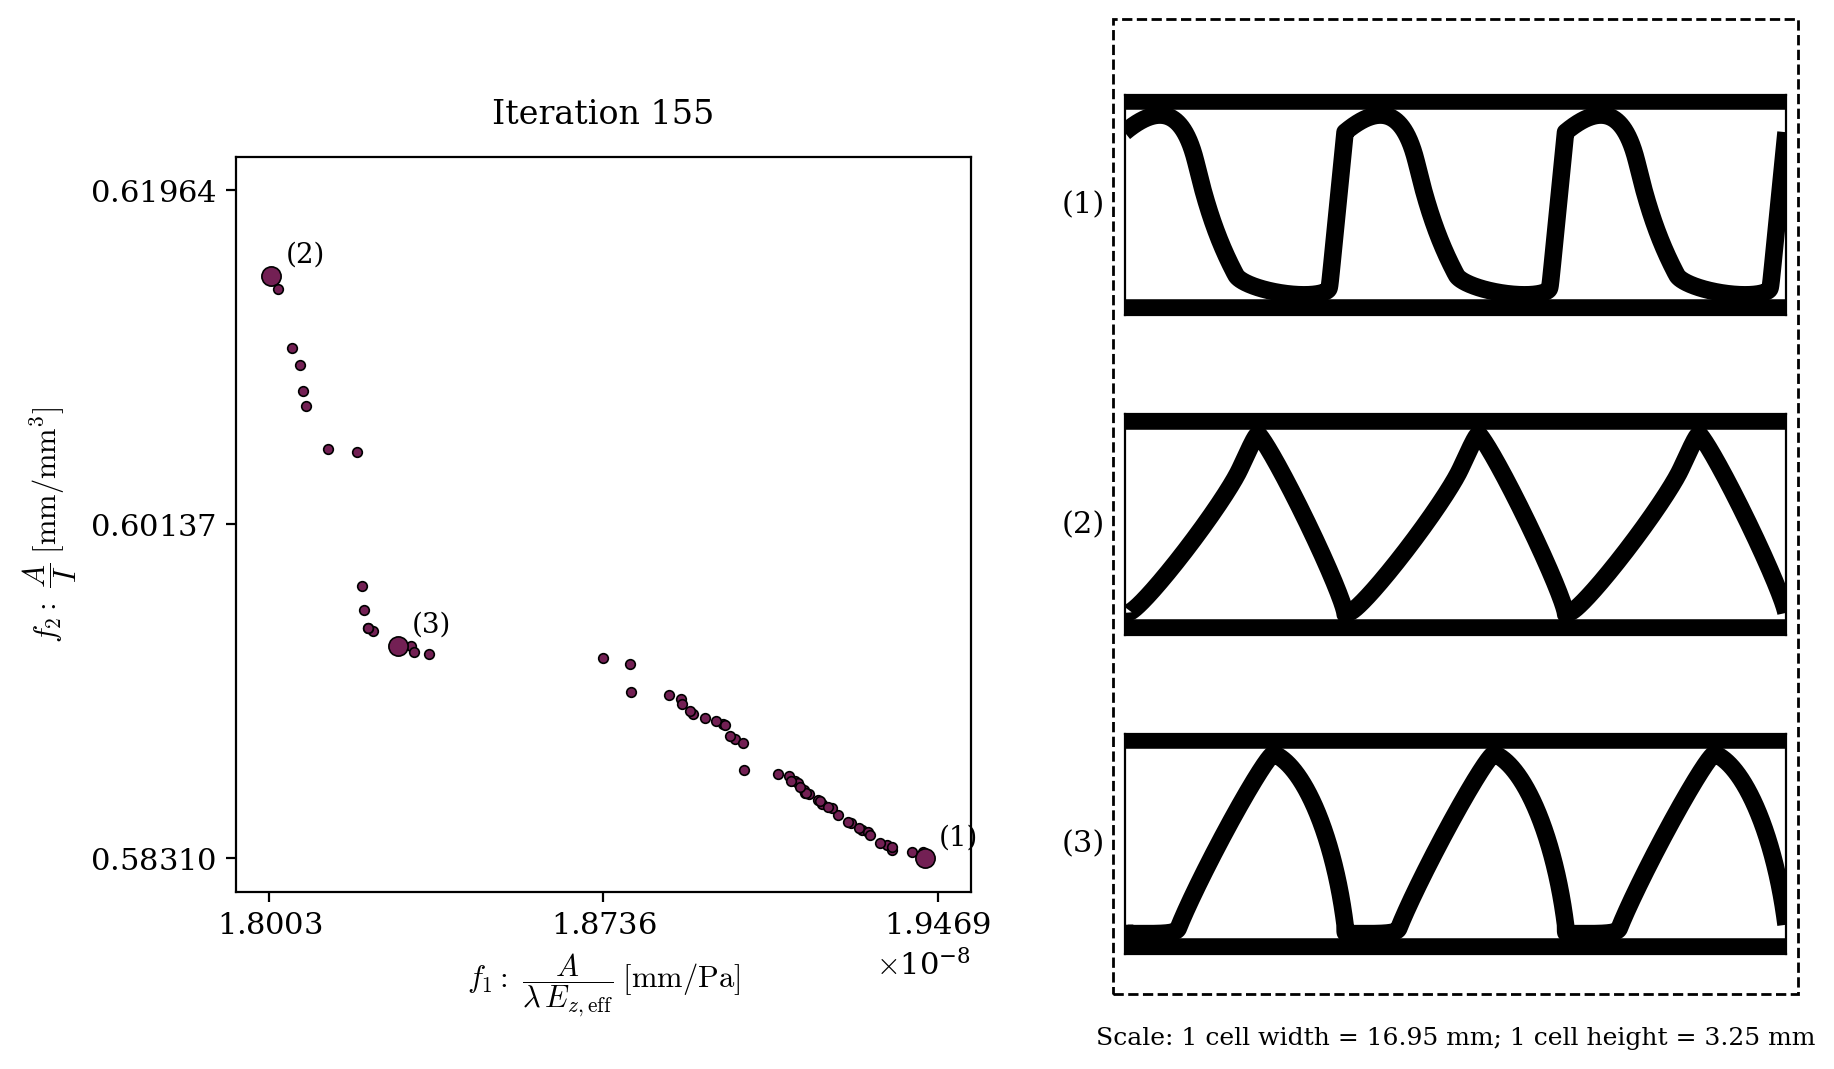 Iteration 155
0.61964
0.60137
0.58310
f₂ : A/I [mm/mm³]
(2)
(3)
(1)
1.8003 1.8736 1.9469
×10⁻⁸
f₁ : A/(λ E_z,eff) [mm/Pa]
(1)
(2)
(3)
Scale: 1 cell width = 16.95 mm; 1 cell height = 3.25 mm